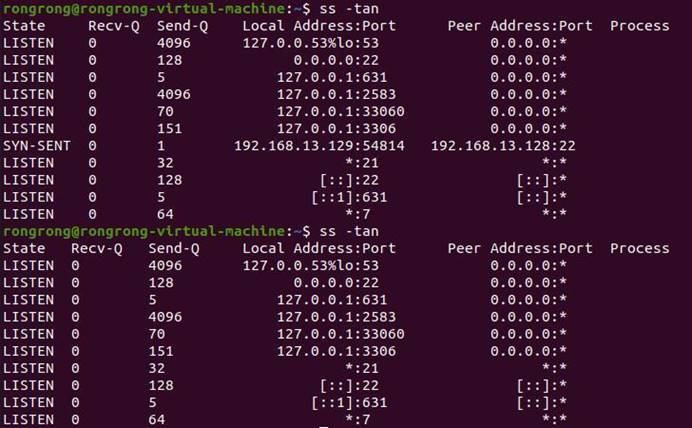 rongrong@rongrong-virtual-machine:~$ ss -tan
State Recv-Q Send-Q Local Address:Port Peer Address:Port Process
LISTEN 0 4096 127.0.0.53%lo:53 0.0.0.0:*
LISTEN 0 128 0.0.0.0:22 0.0.0.0:*
LISTEN 0 5 127.0.0.1:631 0.0.0.0:*
LISTEN 0 4096 127.0.0.1:2583 0.0.0.0:*
LISTEN 0 70 127.0.0.1:33060 0.0.0.0:*
LISTEN 0 151 127.0.0.1:3306 0.0.0.0:*
SYN-SENT 0 1 192.168.13.129:54814 192.168.13.128:22
LISTEN 0 32 *:21 *:*
LISTEN 0 128 [::]:22 [::]:*
LISTEN 0 5 [::1]:631 [::]:*
LISTEN 0 64 *:7 *:*
rongrong@rongrong-virtual-machine:~$ ss -tan
State Recv-Q Send-Q Local Address:Port Peer Address:Port Process
LISTEN 0 4096 127.0.0.53%lo:53 0.0.0.0:*
LISTEN 0 128 0.0.0.0:22 0.0.0.0:*
LISTEN 0 5 127.0.0.1:631 0.0.0.0:*
LISTEN 0 4096 127.0.0.1:2583 0.0.0.0:*
LISTEN 0 70 127.0.0.1:33060 0.0.0.0:*
LISTEN 0 151 127.0.0.1:3306 0.0.0.0:*
LISTEN 0 32 *:21 *:*
LISTEN 0 128 [::]:22 [::]:*
LISTEN 0 5 [::1]:631 [::]:*
LISTEN 0 64 *:7 *:*